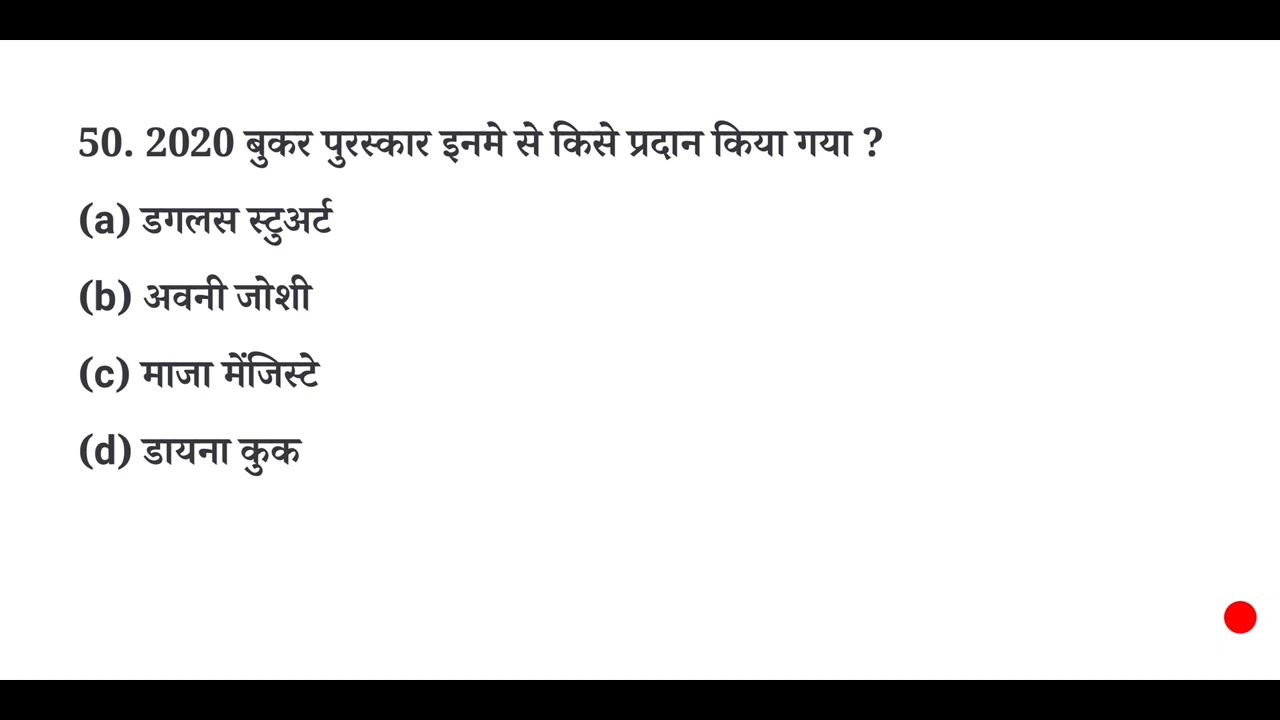 50. 2020 बुकर पुरस्कार इनमे से किसे प्रदान किया गया ?
(a) डगलस स्टुअर्ट
(b) अवनी जोशी
(c) माजा मेंजिस्टे
(d) डायना कुक